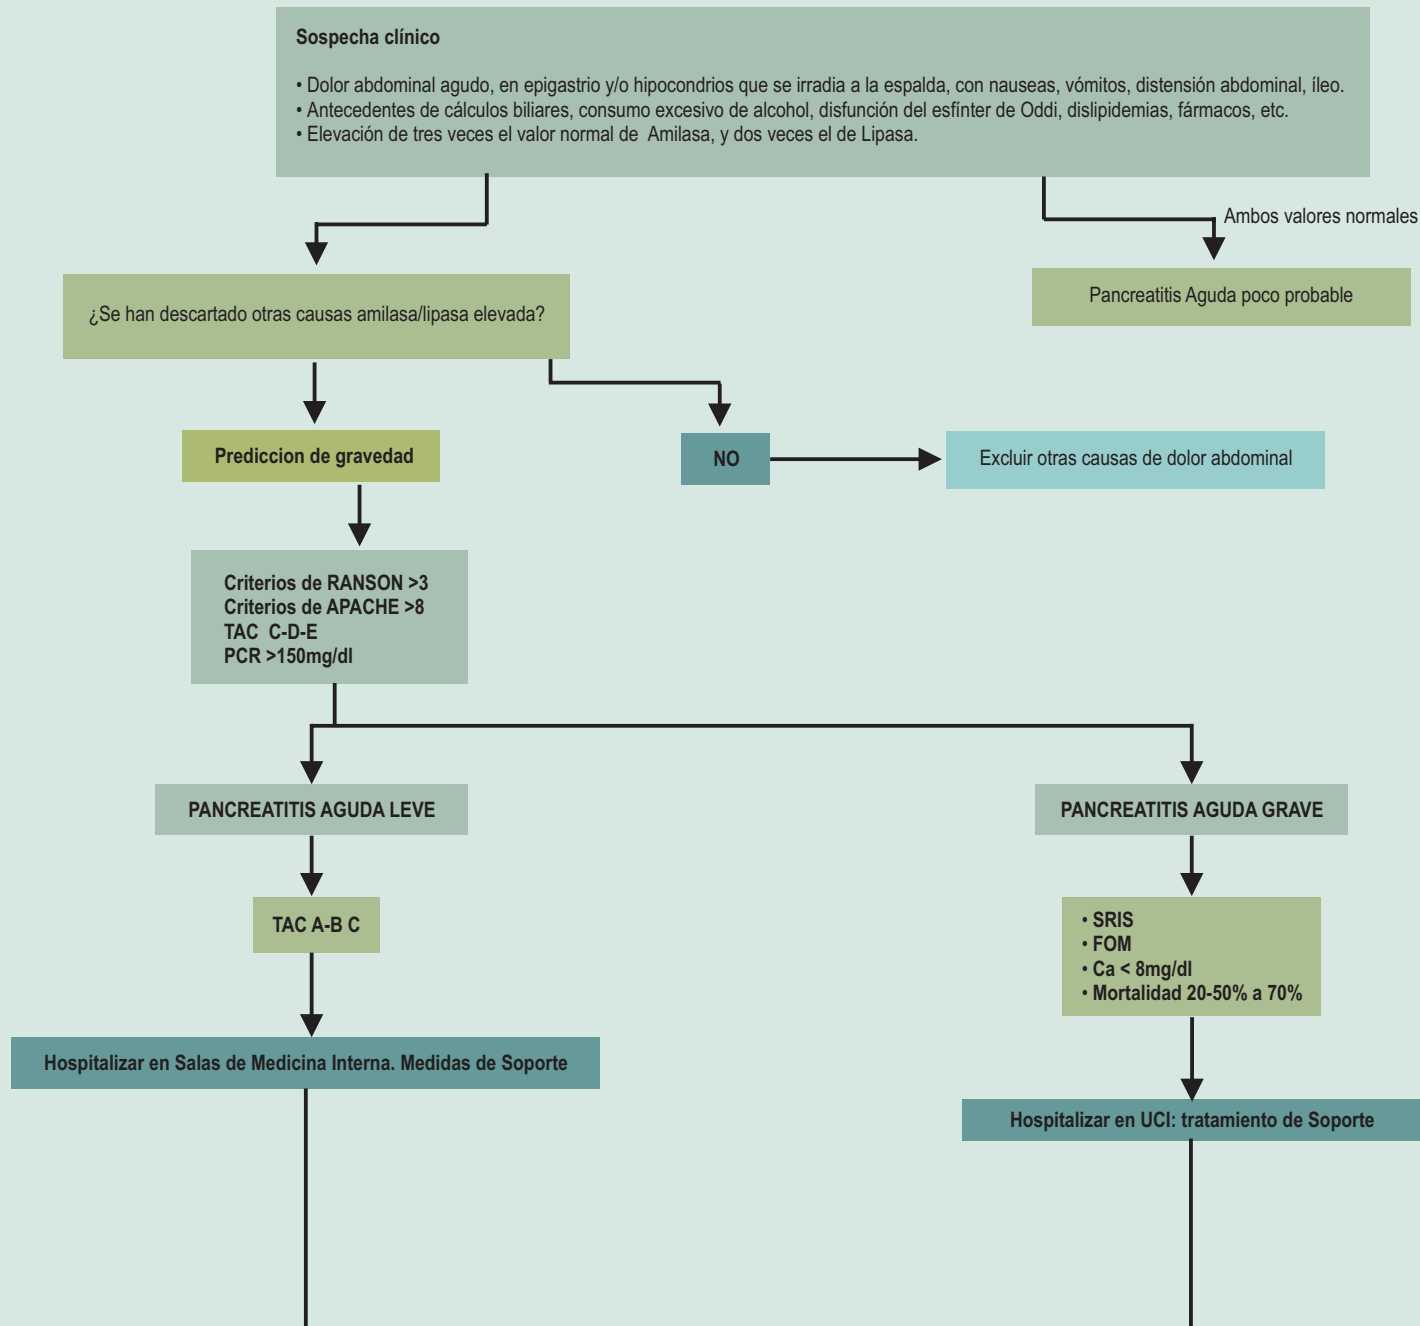 Sospecha clínico
• Dolor abdominal agudo, en epigastrio y/o hipocondrios que se irradia a la espalda, con nauseas, vómitos, distensión abdominal, íleo.
• Antecedentes de cálculos biliares, consumo excesivo de alcohol, disfunción del esfínter de Oddi, dislipidemias, fármacos, etc.
• Elevación de tres veces el valor normal de Amilasa, y dos veces el de Lipasa.
Ambos valores normales
Pancreatitis Aguda poco probable
¿Se han descartado otras causas amilasa/lipasa elevada?
Prediccion de gravedad
NO
Excluir otras causas de dolor abdominal
Criterios de RANSON >3
Criterios de APACHE >8
TAC C-D-E
PCR >150mg/dl
PANCREATITIS AGUDA LEVE
PANCREATITIS AGUDA GRAVE
TAC A-B C
• SRIS
• FOM
• Ca < 8mg/dl
• Mortalidad 20-50% a 70%
Hospitalizar en Salas de Medicina Interna. Medidas de Soporte
Hospitalizar en UCI: tratamiento de Soporte